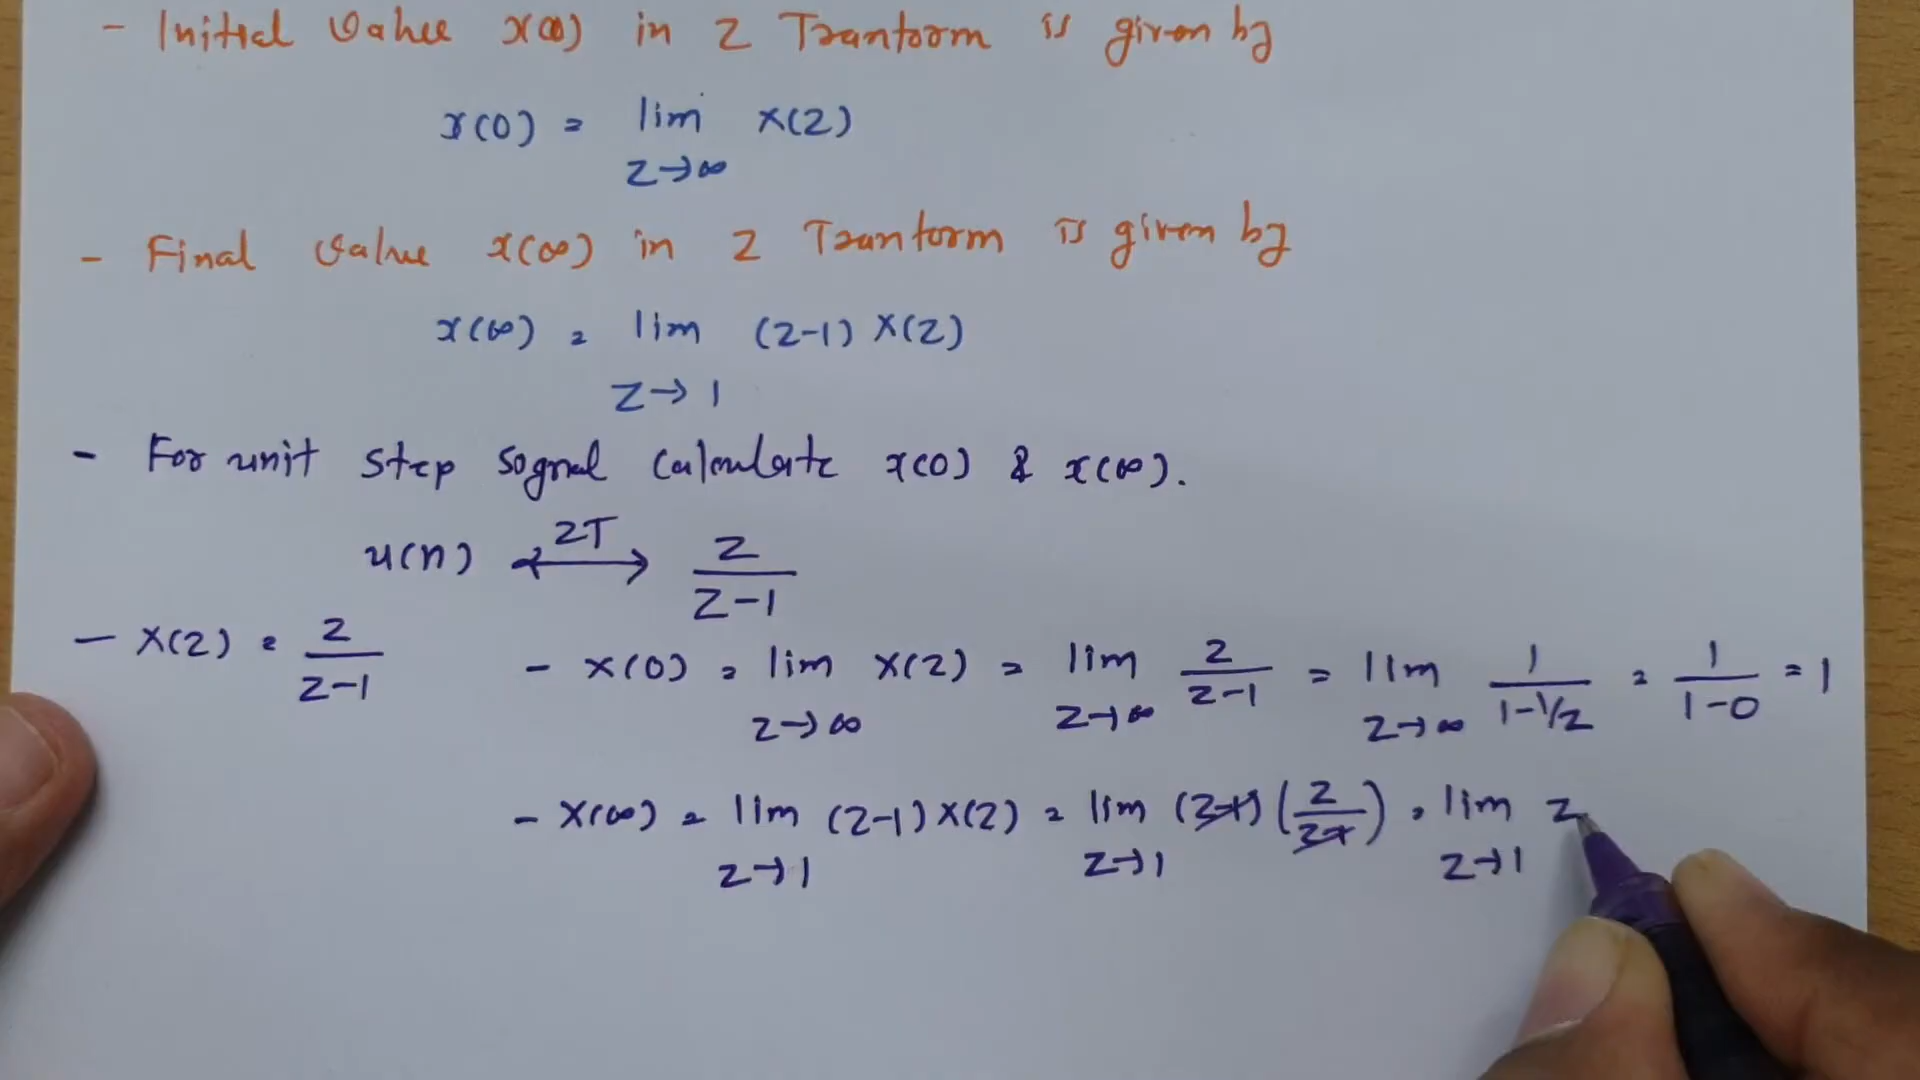 - Initial Value x(0) in Z Transform is given by
x(0) = lim X(Z)
Z→∞
- Final Value x(∞) in Z Transform is given by
x(∞) = lim (Z-1) X(Z)
Z→1
- For unit step signal calculate x(0) & x(∞).
u(n) ←ZT→ Z/(Z-1)
- X(Z) = Z/(Z-1)
- x(0) = lim X(Z) = lim Z/(Z-1) = lim 1/(1-1/Z) = 1/(1-0) = 1
Z→∞ Z→∞ Z→∞
- x(∞) = lim (Z-1) X(Z) = lim (Z-1) (Z/(Z-1)) = lim Z
Z→1 Z→1 Z→1